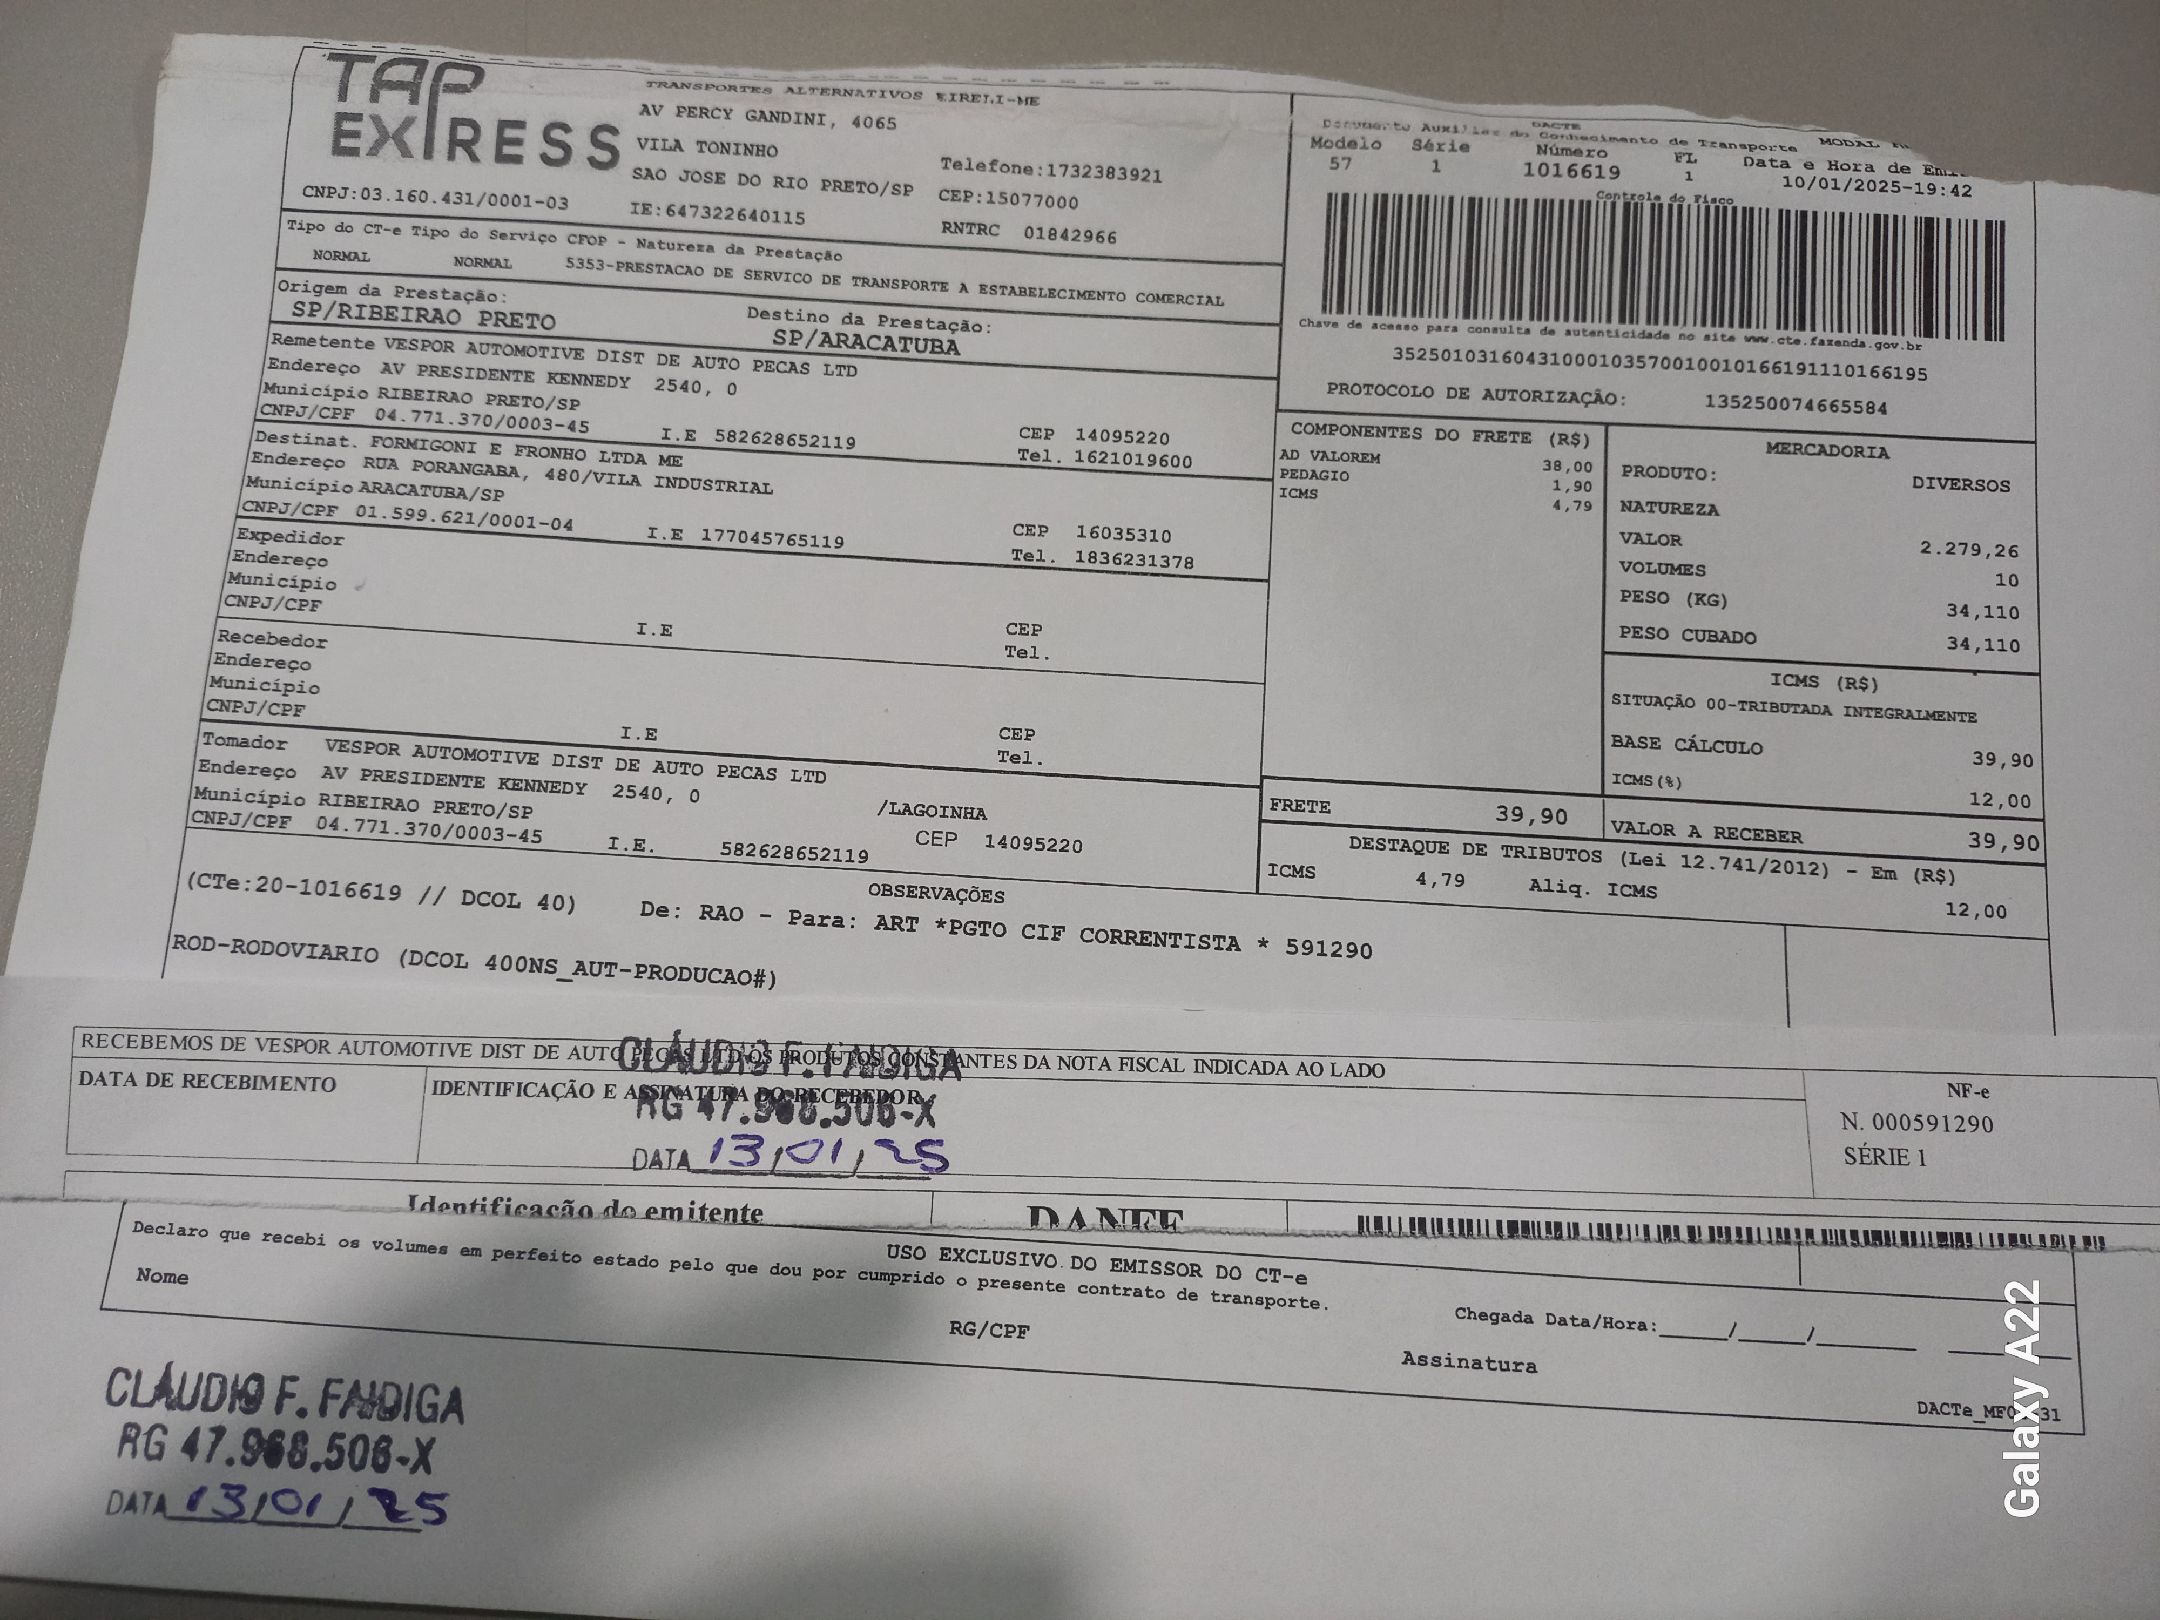 TAP
EXPRESS
TRANSPORTES ALTERNATIVOS EIRELI-ME
AV PERCY GANDINI, 4065
VILA TONINHO
Telefone:1732383921
SAO JOSE DO RIO PRETO/SP CEP:15077000
CNPJ:03.160.431/0001-03 IE:647322640115 RNTRC 01842966
DACTE
Documento Auxiliar do Conhecimento de Transporte MODAL
Modelo Série Número FL Data e Hora de
57 1 1016619 1 10/01/2025-19:42
Controle do Fisco
Chave de acesso para consulta de autenticidade no site www.cte.fazenda.gov.br
35250103160431000103570010010166191110166195
PROTOCOLO DE AUTORIZAÇÃO: 135250074665584
Tipo do CT-e Tipo do Serviço CFOP - Natureza da Prestação
NORMAL NORMAL 5353-PRESTACAO DE SERVICO DE TRANSPORTE A ESTABELECIMENTO COMERCIAL
Origem da Prestação: Destino da Prestação:
SP/RIBEIRAO PRETO SP/ARACATUBA
Remetente VESPOR AUTOMOTIVE DIST DE AUTO PECAS LTD
Endereço AV PRESIDENTE KENNEDY 2540, 0
Município RIBEIRAO PRETO/SP CEP 14095220
CNPJ/CPF 04.771.370/0003-45 I.E 582628652119 Tel. 1621019600
Destinat. FORMIGONI E FRONHO LTDA ME
Endereço RUA PORANGABA, 480/VILA INDUSTRIAL
Município ARACATUBA/SP CEP 16035310
CNPJ/CPF 01.599.621/0001-04 I.E 177045765119 Tel. 1836231378
Expedidor
Endereço
Município CEP
CNPJ/CPF I.E Tel.
Recebedor
Endereço
Município CEP
CNPJ/CPF I.E Tel.
Tomador VESPOR AUTOMOTIVE DIST DE AUTO PECAS LTD
Endereço AV PRESIDENTE KENNEDY 2540, 0 /LAGOINHA
Município RIBEIRAO PRETO/SP CEP 14095220
CNPJ/CPF 04.771.370/0003-45 I.E. 582628652119
COMPONENTES DO FRETE (R$)
AD VALOREM 38,00
PEDAGIO 1,90
ICMS 4,79
MERCADORIA
PRODUTO: DIVERSOS
NATUREZA
VALOR 2.279,26
VOLUMES 10
PESO (KG) 34,110
PESO CUBADO 34,110
ICMS (R$)
SITUAÇÃO 00-TRIBUTADA INTEGRALMENTE
BASE CÁLCULO 39,90
ICMS(%) 12,00
FRETE 39,90 VALOR A RECEBER 39,90
DESTAQUE DE TRIBUTOS (Lei 12.741/2012) - Em (R$)
ICMS 4,79 Aliq. ICMS 12,00
OBSERVAÇÕES
(CTe:20-1016619 // DCOL 40) De: RAO - Para: ART *PGTO CIF CORRENTISTA * 591290
ROD-RODOVIARIO (DCOL 400NS_AUT-PRODUCAO#)
RECEBEMOS DE VESPOR AUTOMOTIVE DIST DE AUTO PECAS LTD OS PRODUTOS CONSTANTES DA NOTA FISCAL INDICADA AO LADO
DATA DE RECEBIMENTO IDENTIFICAÇÃO E ASSINATURA DO RECEBEDOR
NF-e
N. 000591290
SÉRIE 1
CLÁUDIO F. FAIDIGA
RG 47.968.506-X
DATA 13/01/25
Identificação do emitente DANFE
USO EXCLUSIVO DO EMISSOR DO CT-e
Declaro que recebi os volumes em perfeito estado pelo que dou por cumprido o presente contrato de transporte.
Nome RG/CPF Assinatura Chegada Data/Hora:_____/_____/_______
DACTe_MF0 31
CLÁUDIO F. FAIDIGA
RG 47.968.506-X
DATA 13/01/25
Galaxy A22